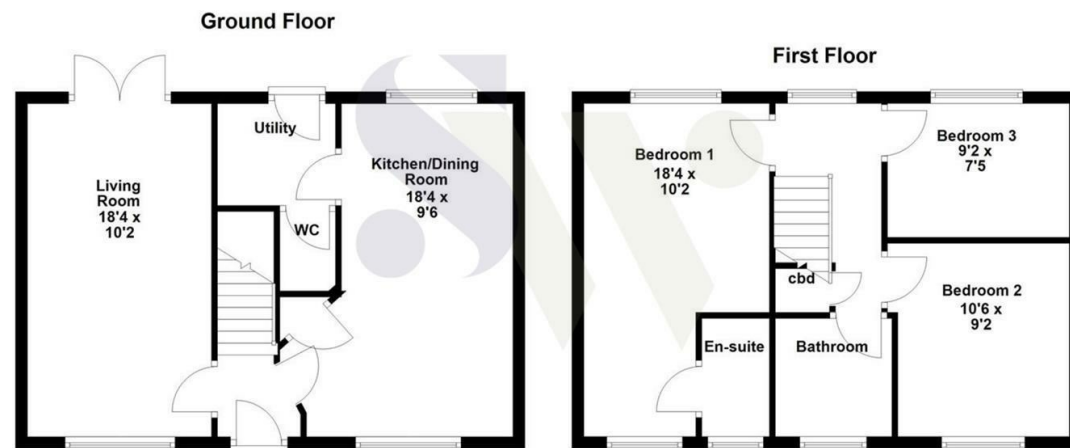 Ground Floor
Utility
Living
Room
18'4 x
10'2
Kitchen/Dining
Room
18'4 x
9'6
WC
First Floor
Bedroom 1
18'4 x
10'2
Bedroom 3
9'2 x
7'5
cbd
Bedroom 2
10'6 x
9'2
En-suite
Bathroom